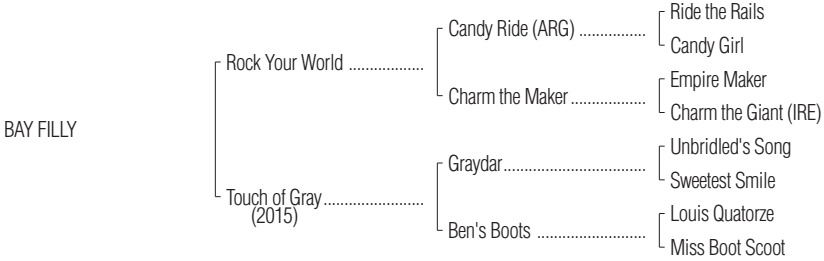 Ride the Rails
Candy Ride (ARG) ................
Candy Girl
Rock Your World ..................
Empire Maker
Charm the Maker ..................
Charm the Giant (IRE)
BAY FILLY
Unbridled's Song
Graydar ..................................
Sweetest Smile
Touch of Gray ........................
(2015)
Louis Quatorze
Ben's Boots ..........................
Miss Boot Scoot